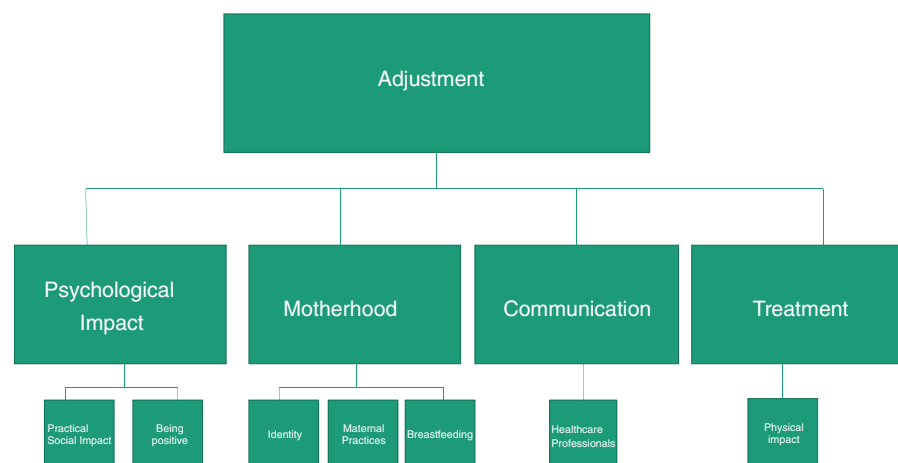 Adjustment
Psychological
Impact
Motherhood
Communication
Treatment
Practical
Social Impact
Being
positive
Identity
Maternal
Practices
Breastfeeding
Healthcare
Professionals
Physical
impact